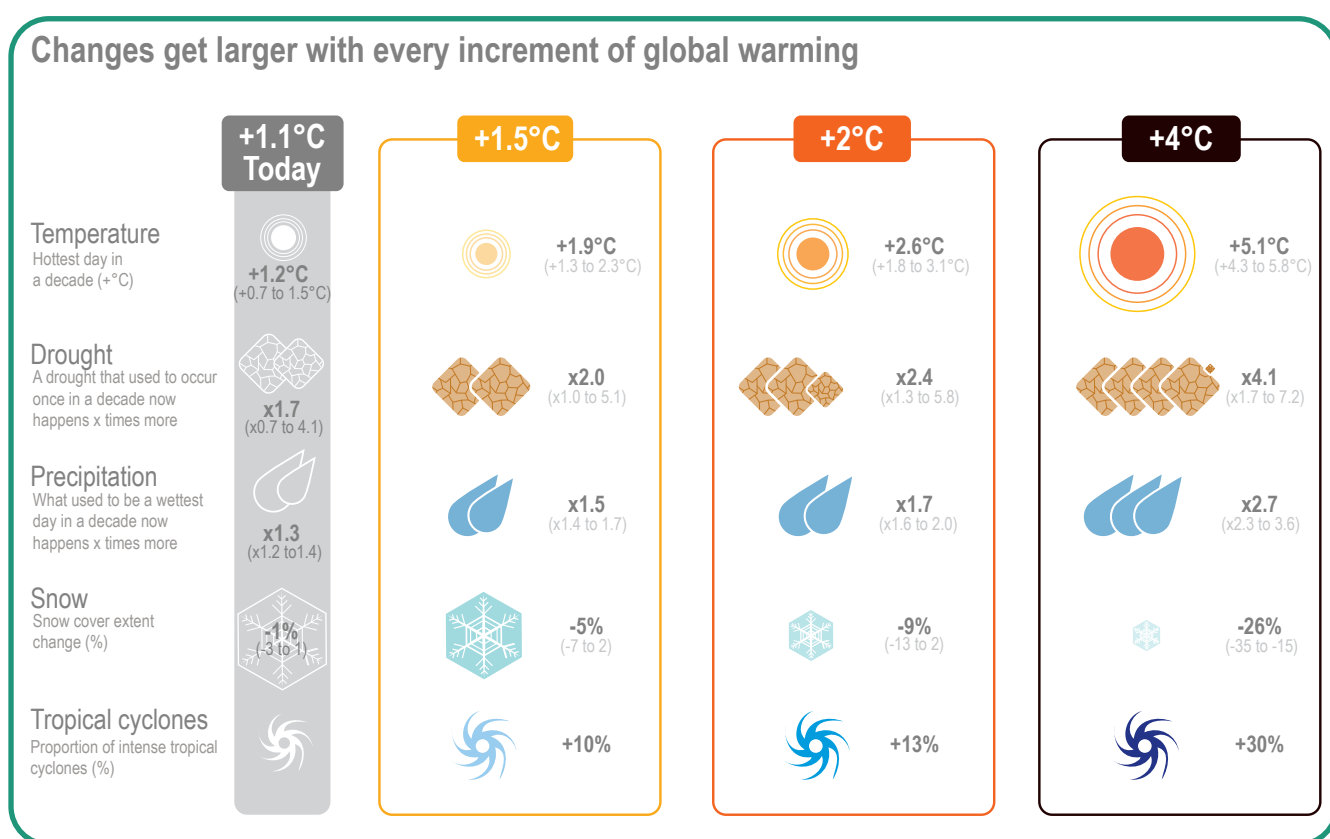 Changes get larger with every increment of global warming
+1.1°C
Today
+1.5°C
+2°C
+4°C
Temperature
Hottest day in
a decade (+°C)
+1.2°C
(+0.7 to 1.5°C)
+1.9°C
(+1.3 to 2.3°C)
+2.6°C
(+1.8 to 3.1°C)
+5.1°C
(+4.3 to 5.8°C)
Drought
A drought that used to occur
once in a decade now
happens x times more
x1.7
(x0.7 to 4.1)
x2.0
(x1.0 to 5.1)
x2.4
(x1.3 to 5.8)
x4.1
(x1.7 to 7.2)
Precipitation
What used to be a wettest
day in a decade now
happens x times more
x1.3
(x1.2 to1.4)
x1.5
(x1.4 to 1.7)
x1.7
(x1.6 to 2.0)
x2.7
(x2.3 to 3.6)
Snow
Snow cover extent
change (%)
-1%
(-3 to 1)
-5%
(-7 to 2)
-9%
(-13 to 2)
-26%
(-35 to -15)
Tropical cyclones
Proportion of intense tropical
cyclones (%)
+10%
+13%
+30%